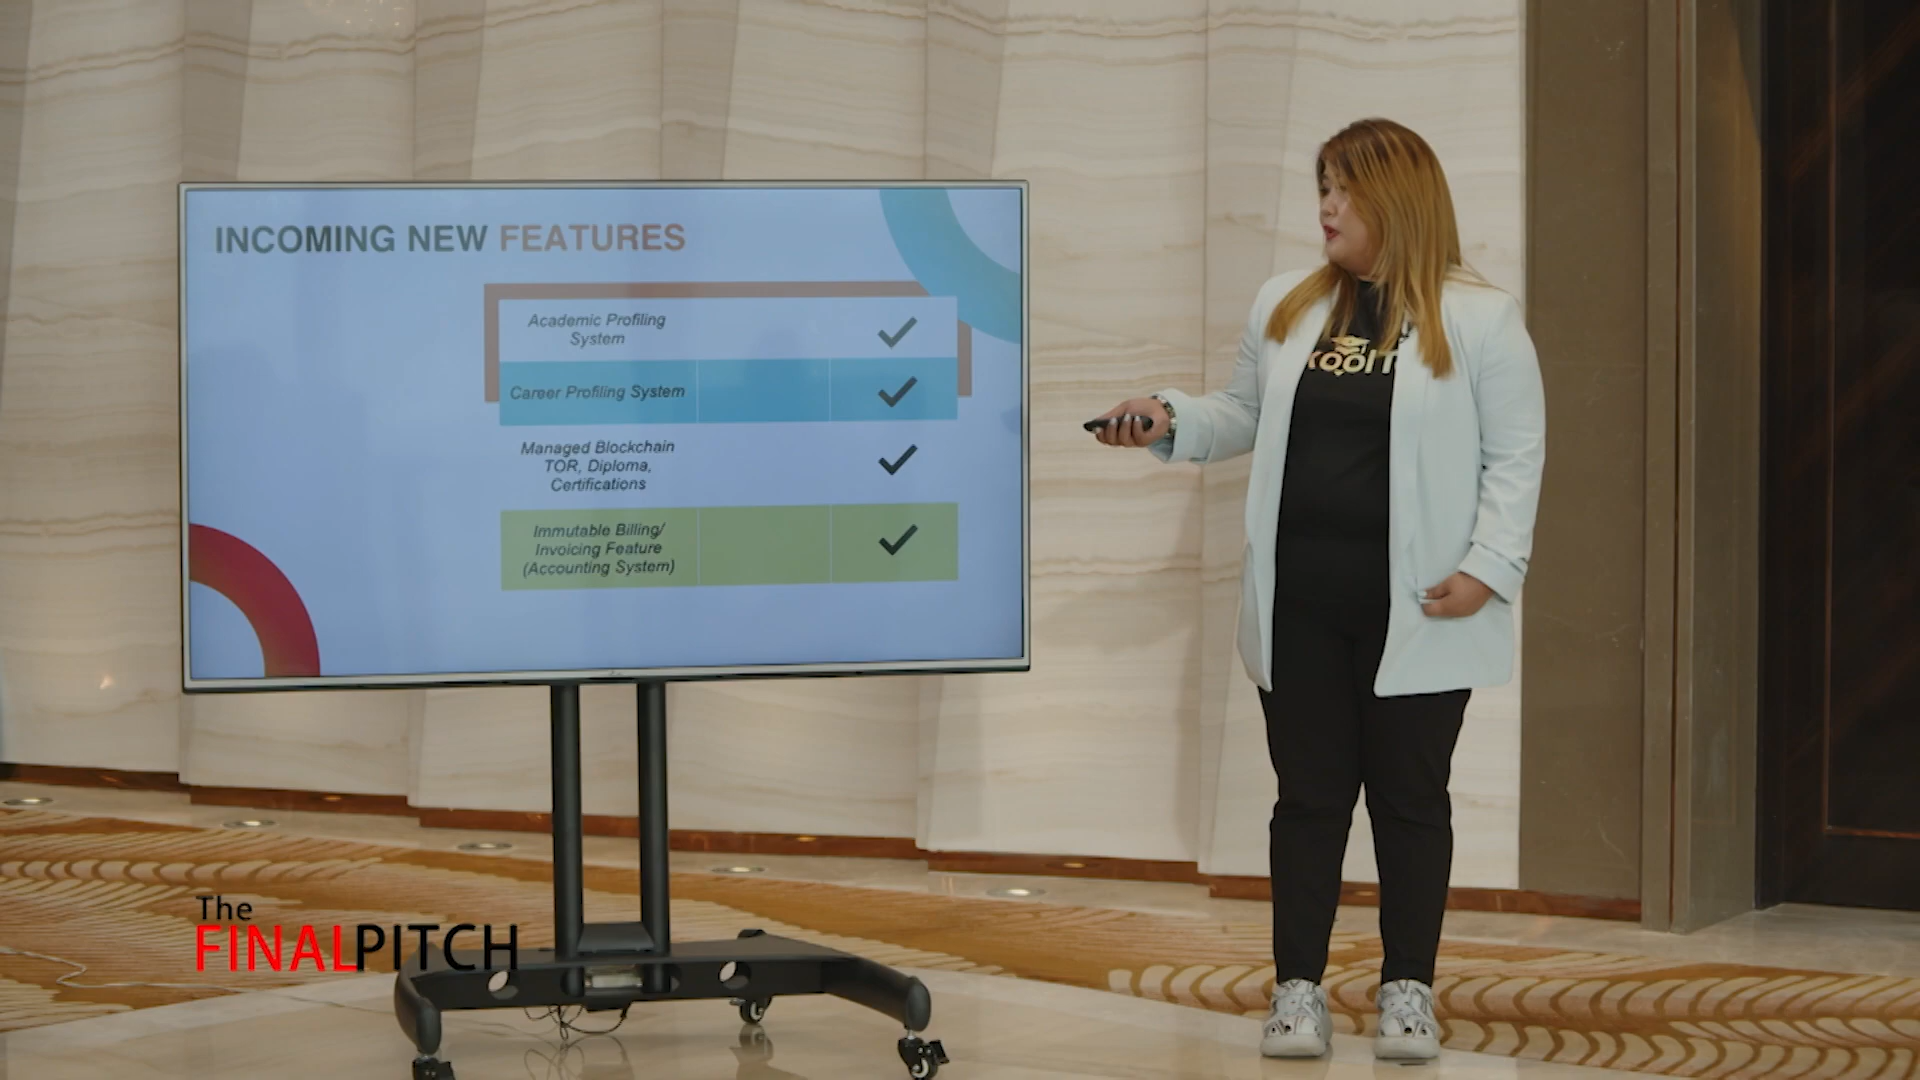 INCOMING NEW FEATURES
Academic Profiling
System
Career Profiling System
Managed Blockchain
TOR, Diploma,
Certifications
Immutable Billing/
Invoicing Feature
(Accounting System)
The
FINALPITCH